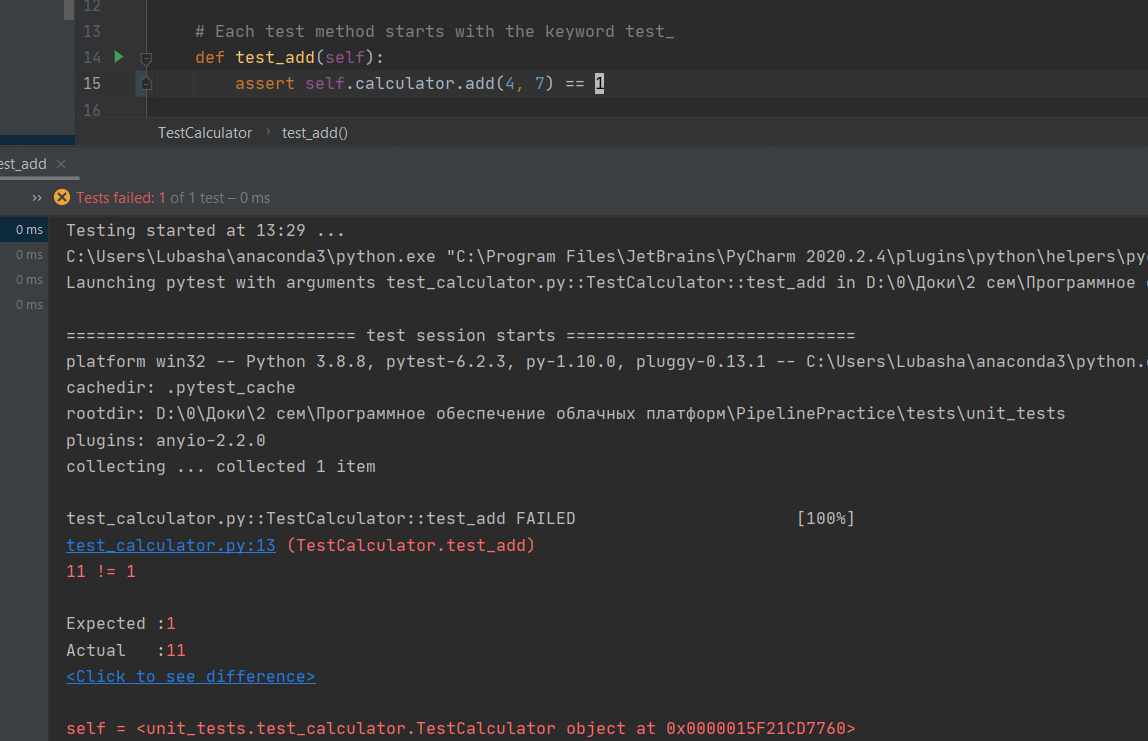 12
13 # Each test method starts with the keyword test_
14 def test_add(self):
15 assert self.calculator.add(4, 7) == 1
16
TestCalculator › test_add()
est_add ×
» Tests failed: 1 of 1 test – 0 ms
0 ms
0 ms
0 ms
0 ms
Testing started at 13:29 ...
C:\Users\Lubasha\anaconda3\python.exe "C:\Program Files\JetBrains\PyCharm 2020.2.4\plugins\python\helpers\py
Launching pytest with arguments test_calculator.py::TestCalculator::test_add in D:\0\Доки\2 сем\Программное
============================= test session starts =============================
platform win32 -- Python 3.8.8, pytest-6.2.3, py-1.10.0, pluggy-0.13.1 -- C:\Users\Lubasha\anaconda3\python.
cachedir: .pytest_cache
rootdir: D:\0\Доки\2 сем\Программное обеспечение облачных платформ\PipelinePractice\tests\unit_tests
plugins: anyio-2.2.0
collecting ... collected 1 item
test_calculator.py::TestCalculator::test_add FAILED [100%]
test_calculator.py:13 (TestCalculator.test_add)
11 != 1
Expected :1
Actual :11
<Click to see difference>
self = <unit_tests.test_calculator.TestCalculator object at 0x0000015F21CD7760>